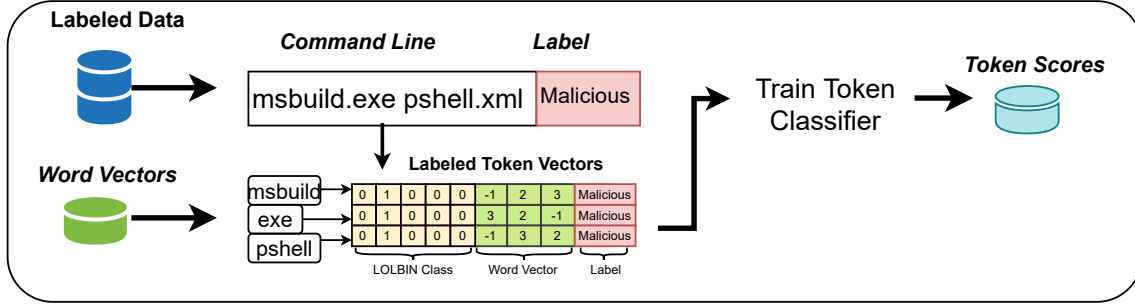 Labeled Data
Command Line
Label
Token Scores
msbuild.exe pshell.xml
Malicious
Train Token
Classifier
Word Vectors
Labeled Token Vectors
msbuild
0 1 0 0 0 -1 2 3 Malicious
exe
0 1 0 0 0 3 2 -1 Malicious
pshell
0 1 0 0 0 -1 3 2 Malicious
LOLBIN Class
Word Vector
Label